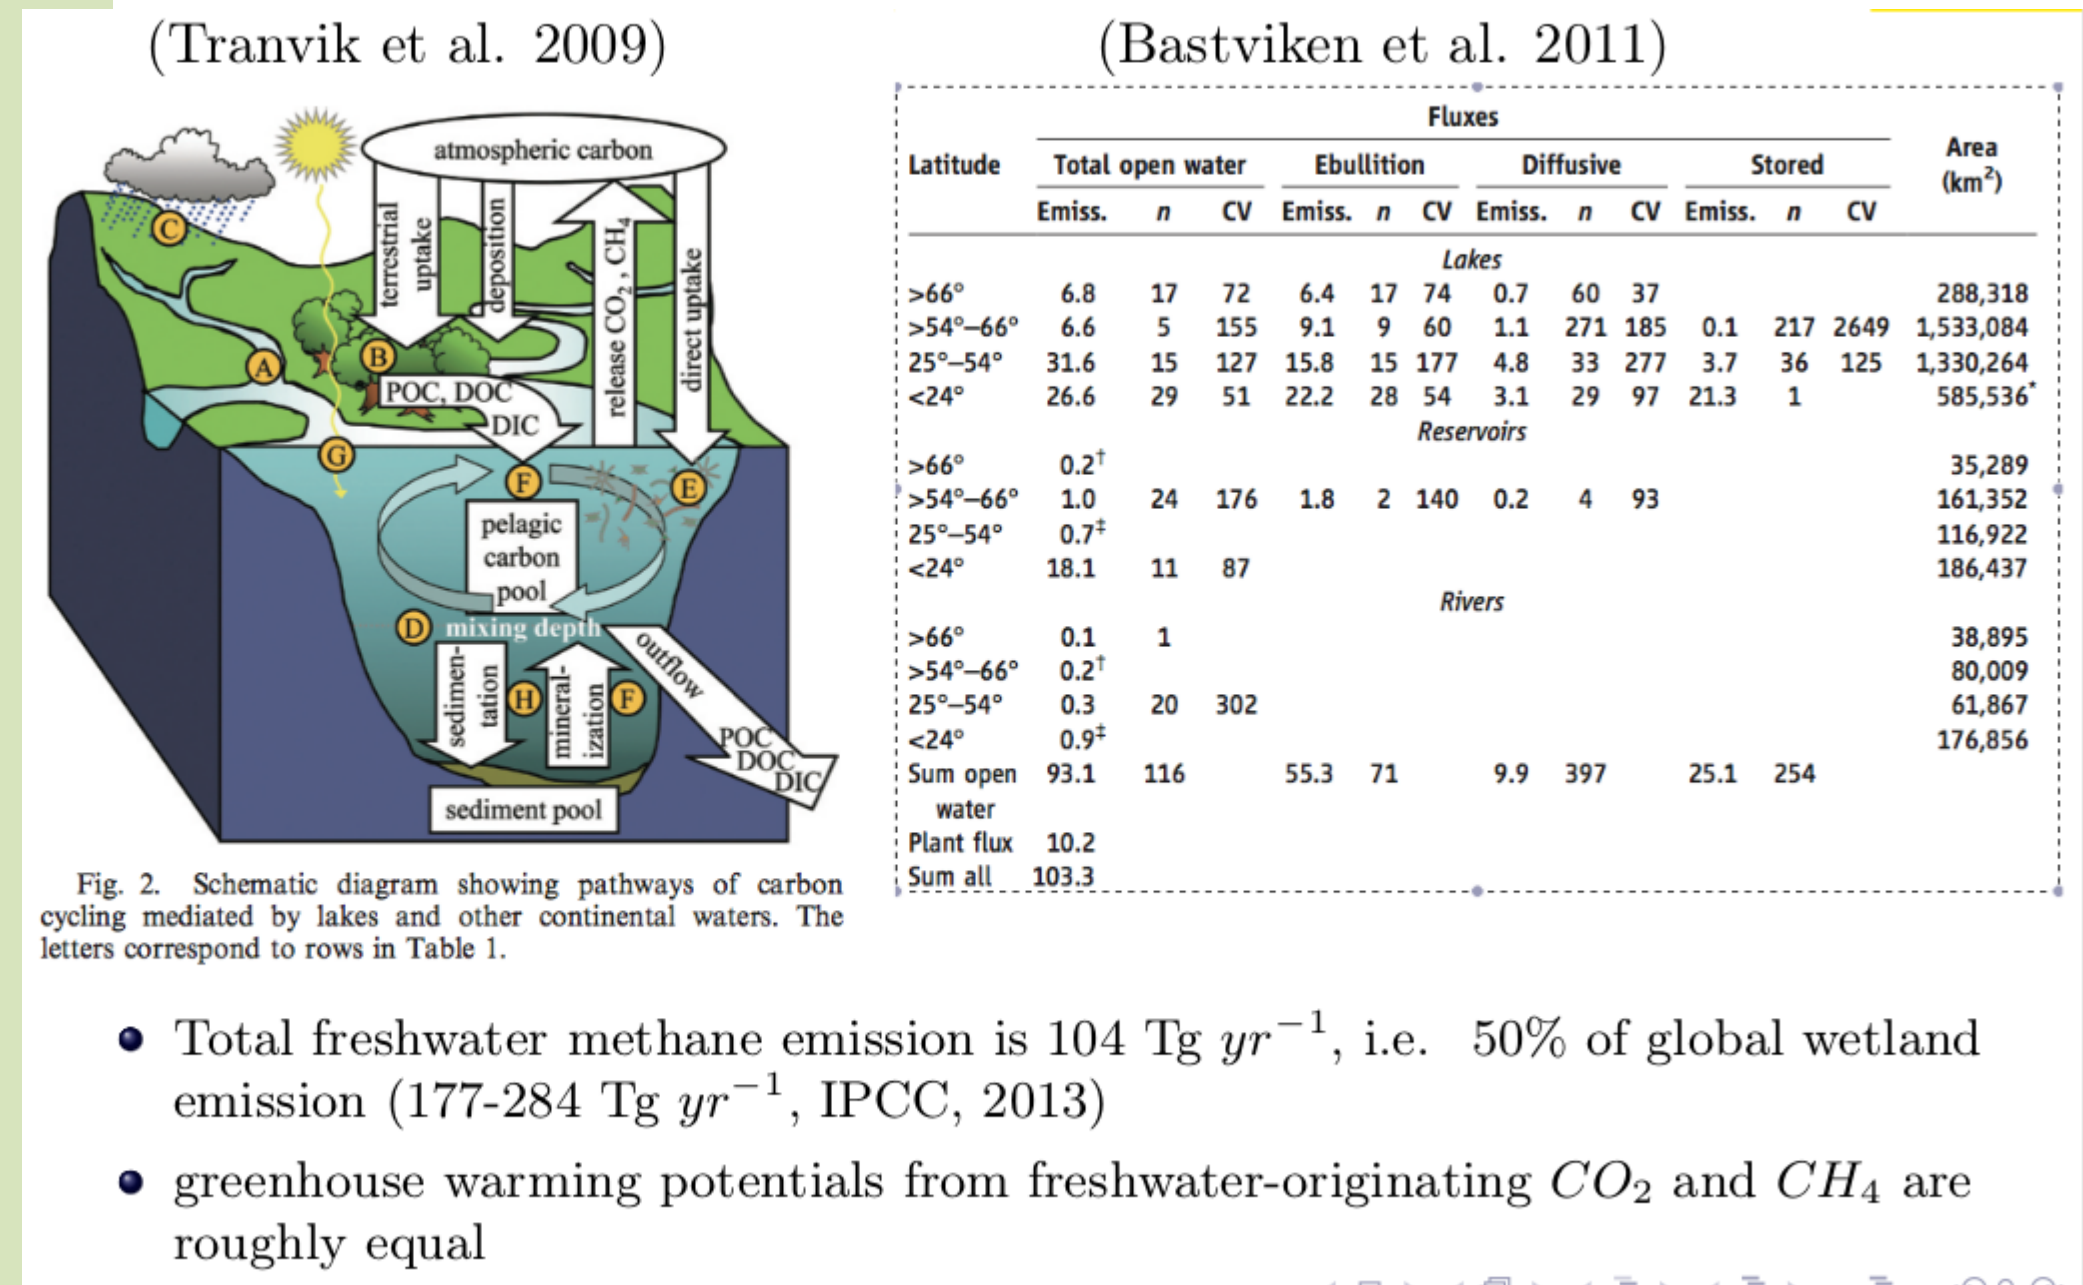 (Tranvik et al. 2009)
atmospheric carbon
terrestrial
uptake
deposition
release CO₂, CH₄
direct uptake
C
A
B
POC, DOC
DIC
G
F
E
pelagic
carbon
pool
D
mixing depth
sedimen-
tation
H
mineral-
ization
F
outflow
POC
DOC
DIC
sediment pool
Fig. 2. Schematic diagram showing pathways of carbon
cycling mediated by lakes and other continental waters. The
letters correspond to rows in Table 1.
(Bastviken et al. 2011)
Fluxes
Latitude Total open water Ebullition Diffusive Stored Area
(km²)
Emiss. n CV Emiss. n CV Emiss. n CV Emiss. n CV
Lakes
>66° 6.8 17 72 6.4 17 74 0.7 60 37 288,318
>54°–66° 6.6 5 155 9.1 9 60 1.1 271 185 0.1 217 2649 1,533,084
25°–54° 31.6 15 127 15.8 15 177 4.8 33 277 3.7 36 125 1,330,264
<24° 26.6 29 51 22.2 28 54 3.1 29 97 21.3 1 585,536*
Reservoirs
>66° 0.2† 35,289
>54°–66° 1.0 24 176 1.8 2 140 0.2 4 93 161,352
25°–54° 0.7‡ 116,922
<24° 18.1 11 87 186,437
Rivers
>66° 0.1 1 38,895
>54°–66° 0.2† 80,009
25°–54° 0.3 20 302 61,867
<24° 0.9‡ 176,856
Sum open 93.1 116 55.3 71 9.9 397 25.1 254
water
Plant flux 10.2
Sum all 103.3
Total freshwater methane emission is 104 Tg yr⁻¹, i.e. 50% of global wetland
emission (177-284 Tg yr⁻¹, IPCC, 2013)
greenhouse warming potentials from freshwater-originating CO₂ and CH₄ are
roughly equal